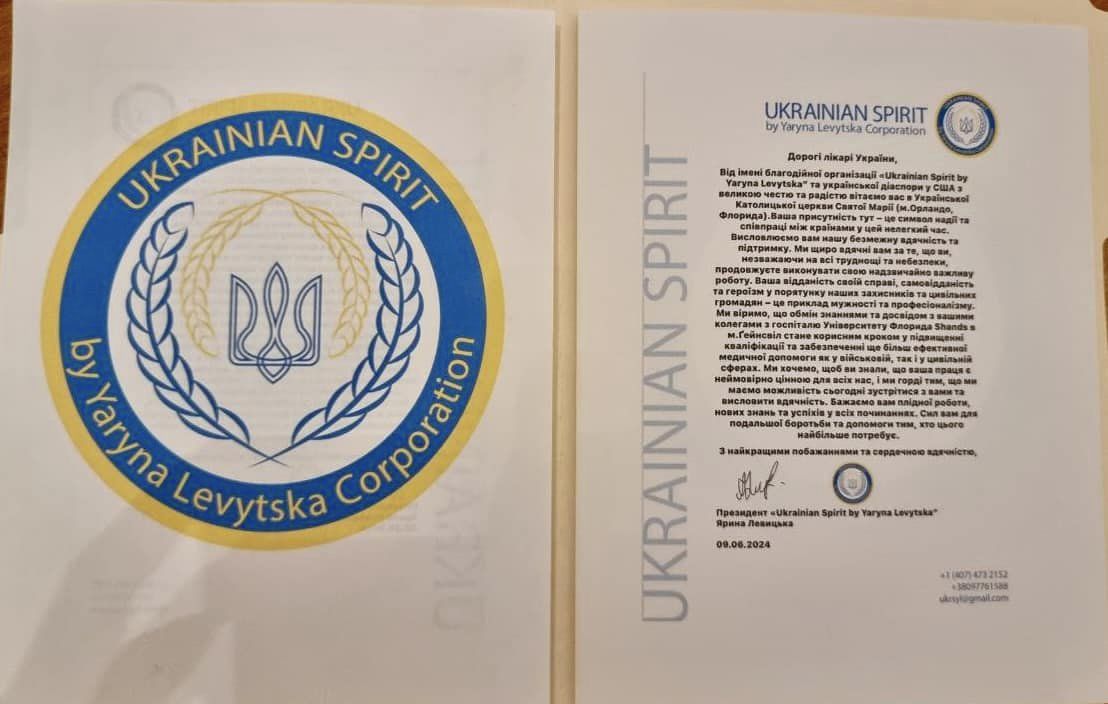 UKRAINIAN SPIRIT
by Yaryna Levytska Corporation
UKRAINIAN SPIRIT
UKRAINIAN SPIRIT
by Yaryna Levytska Corporation
Дорогі лікарі України,
Від імені благодійної організації «Ukrainian Spirit by
Yaryna Levytska" та української діаспори у США з
великою честю та радістю вітаємо вас в Української
Католицької церкви Святої Марії (м.Орландо,
Флорида).Ваша присутність тут – це символ надії та
співпраці між країнами у цей нелегкий час.
Висловлюємо вам нашу безмежну вдячність та
підтримку. Ми щиро вдячні вам за те, що ви,
незважаючи на всі труднощі та небезпеки,
продовжуєте виконувати свою надзвичайно важливу
роботу. Ваша відданість своїй справі, самовідданість
та героїзм у порятунку наших захисників та цивільних
громадян – це приклад мужності та професіоналізму.
Ми віримо, що обмін знаннями та досвідом з вашими
колегами з госпіталю Університету Флорида Shands в
м.Ґейнсвіл стане корисним кроком у підвищенні
кваліфікації та забезпеченні ще більш ефективної
медичної допомоги як у військовій, так і у цивільній
сферах. Ми хочемо, щоб ви знали, що ваша праця є
неймовірно цінною для всіх нас, і ми горді тим, що ми
маємо можливість сьогодні зустрітися з вами та
висловити вдячність. Бажаємо вам плідної роботи,
нових знань та успіхів у всіх починаннях. Сил вам для
подальшої боротьби та допомоги тим, хто цього
найбільше потребує.
З найкращими побажаннями та сердечною вдячністю,
Президент «Ukrainian Spirit by Yaryna Levytska"
Ярина Левицька
09.06.2024
+1 (407) 473 2152
+38097761588
ukrsyl@gmail.com